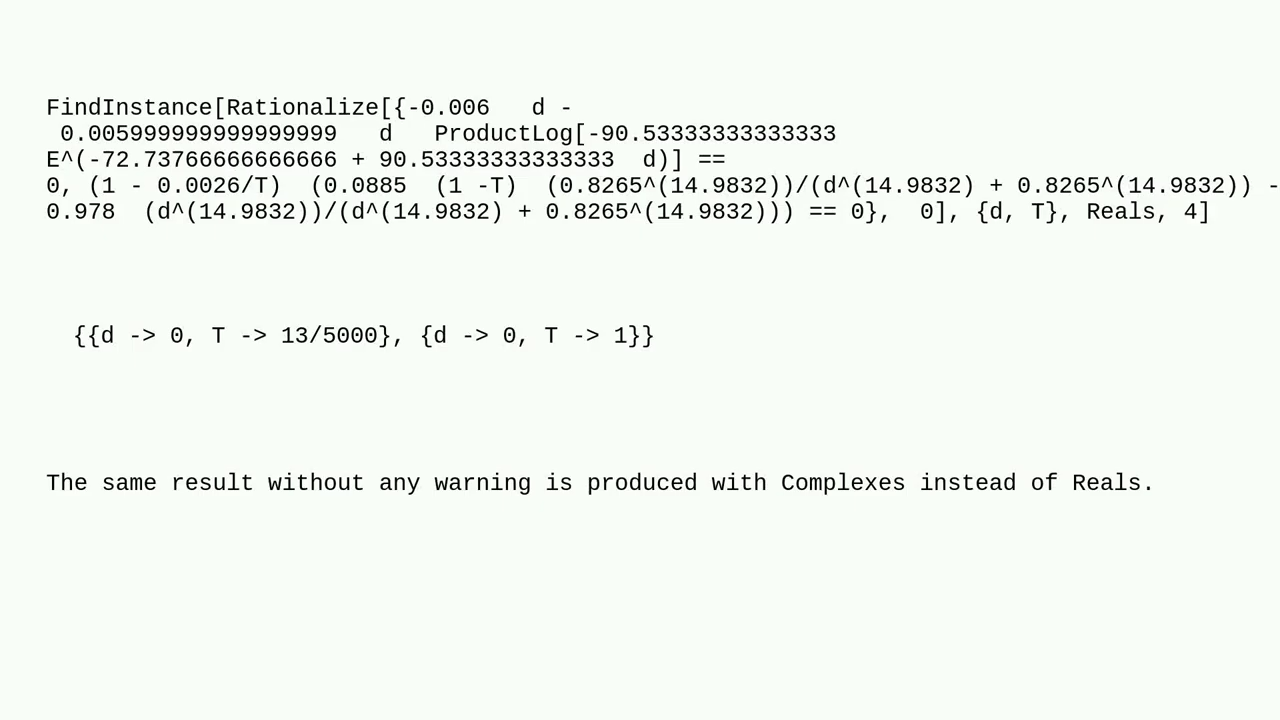 FindInstance[Rationalize[{-0.006   d -
 0.005999999999999999   d   ProductLog[-90.53333333333333
E^(-72.73766666666666 + 90.53333333333333  d)] ==
0, (1 - 0.0026/T)  (0.0885  (1 -T)  (0.8265^(14.9832))/(d^(14.9832) + 0.8265^(14.9832)) -
0.978  (d^(14.9832))/(d^(14.9832) + 0.8265^(14.9832))) == 0},  0], {d, T}, Reals, 4]
{{d -> 0, T -> 13/5000}, {d -> 0, T -> 1}}
The same result without any warning is produced with Complexes instead of Reals.